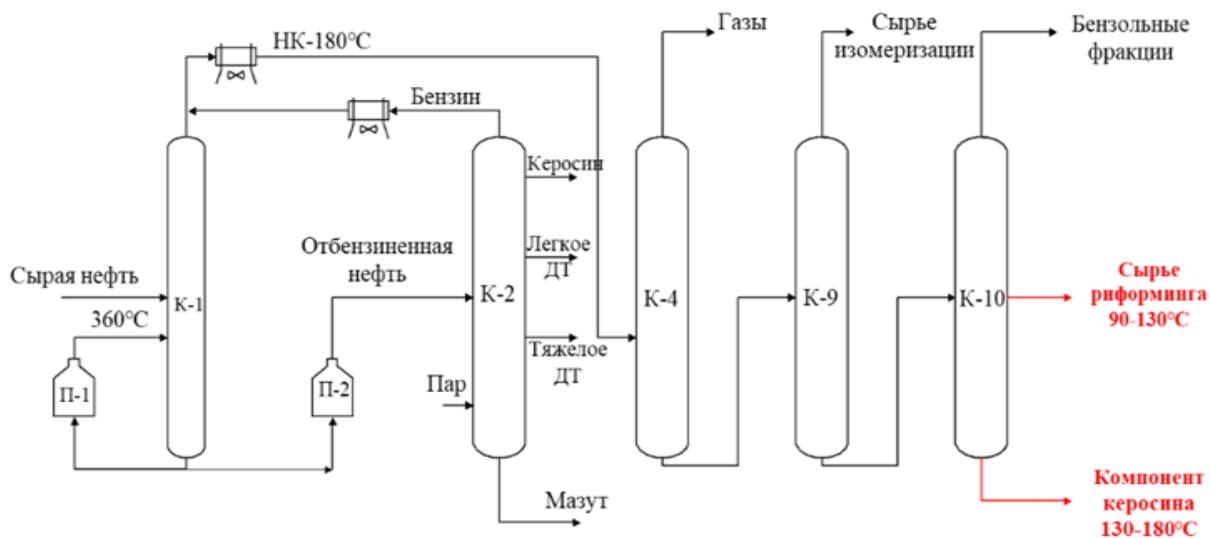 НК-180°С
Газы
Сырье
изомеризации
Бензольные
фракции
Бензин
Керосин
Отбензиненная
нефть
Легкое
ДТ
Сырая нефть
К-1
К-2
К-4
К-9
К-10
Сырье
риформинга
90-130°С
360°С
Тяжелое
ДТ
П-1
П-2
Пар
Мазут
Компонент
керосина
130-180°С